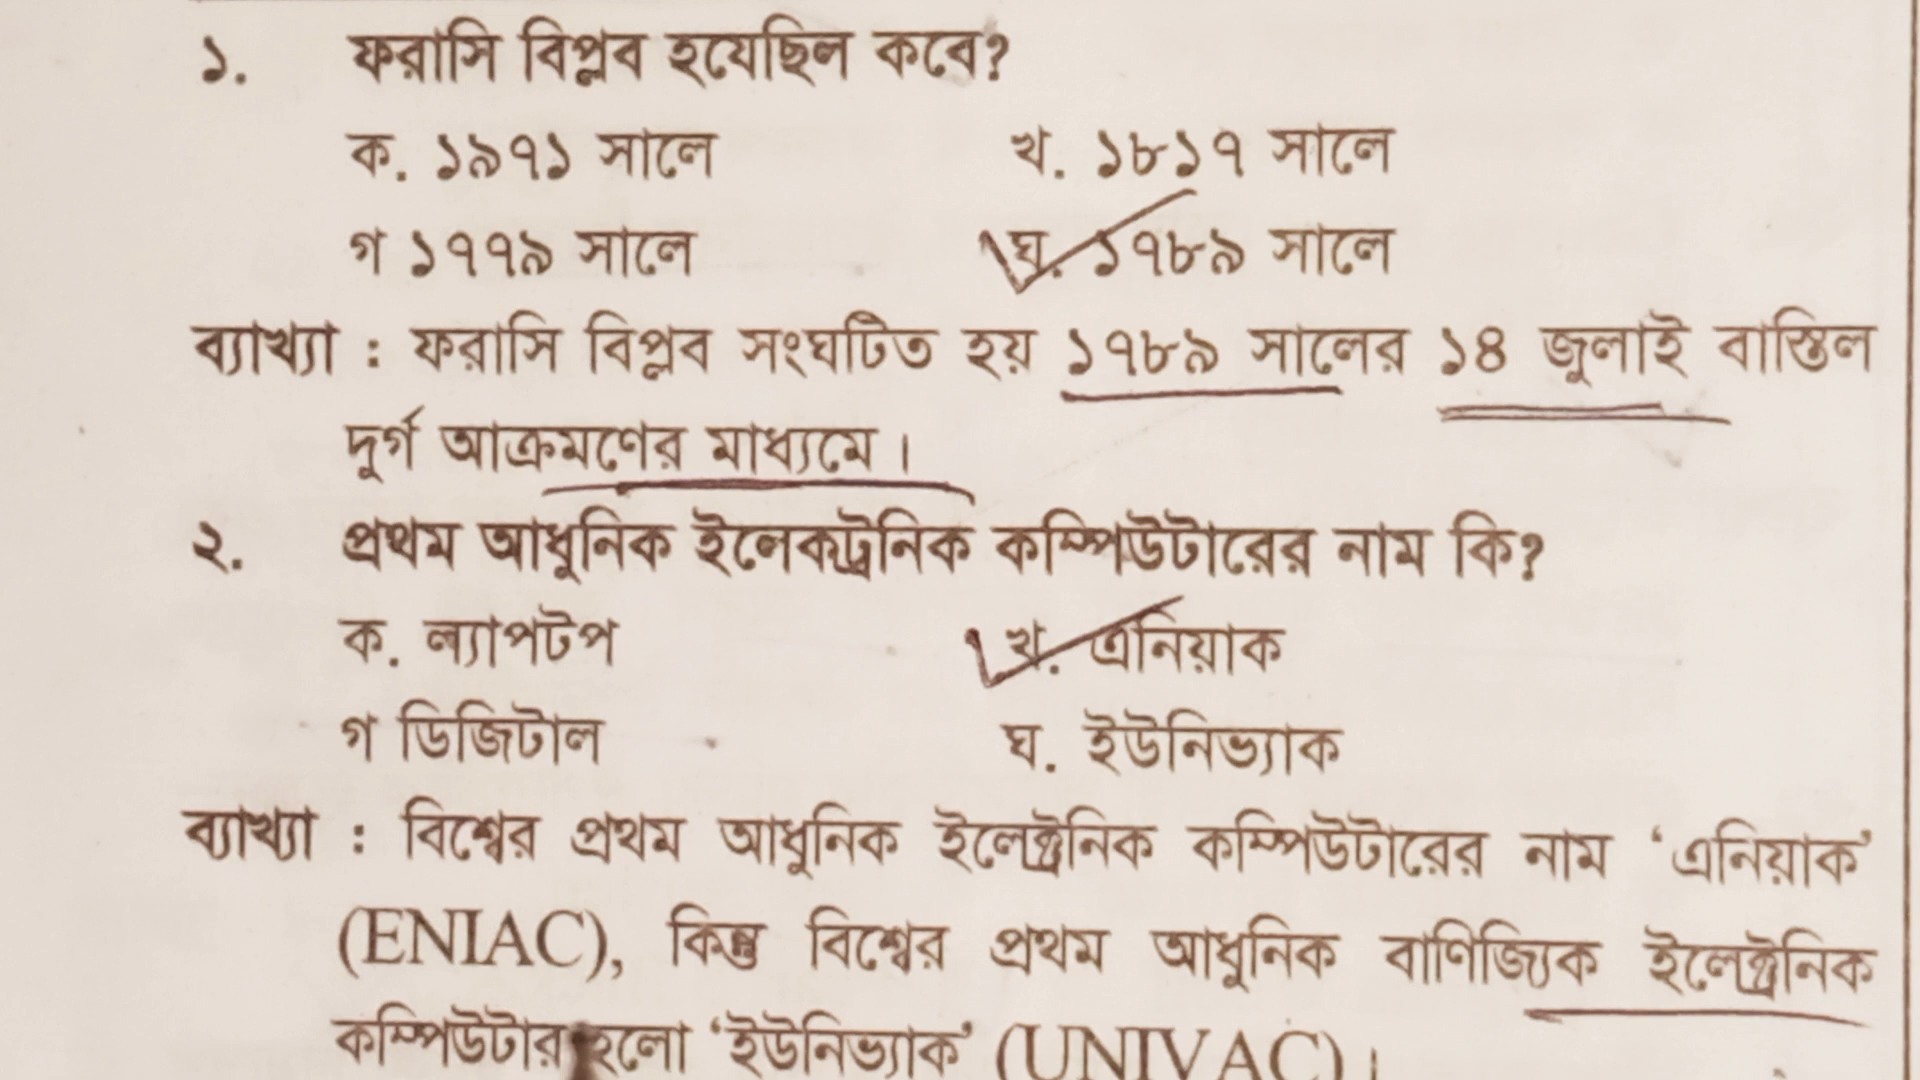 ১. ফরাসি বিপ্লব হযেছিল কবে?
ক. ১৯৭১ সালে খ. ১৮১৭ সালে
গ ১৭৭৯ সালে ঘ. ১৭৮৯ সালে
ব্যাখ্যা : ফরাসি বিপ্লব সংঘটিত হয় ১৭৮৯ সালের ১৪ জুলাই বাস্তিল
দুর্গ আক্রমণের মাধ্যমে।
২. প্রথম আধুনিক ইলেকট্রনিক কম্পিউটারের নাম কি?
ক. ল্যাপটপ খ. এনিয়াক
গ ডিজিটাল ঘ. ইউনিভ্যাক
ব্যাখ্যা : বিশ্বের প্রথম আধুনিক ইলেক্ট্রনিক কম্পিউটারের নাম ‘এনিয়াক’
(ENIAC), কিন্তু বিশ্বের প্রথম আধুনিক বাণিজ্যিক ইলেক্ট্রনিক
কম্পিউটার হলো ‘ইউনিভ্যাক’ (UNIVAC)।